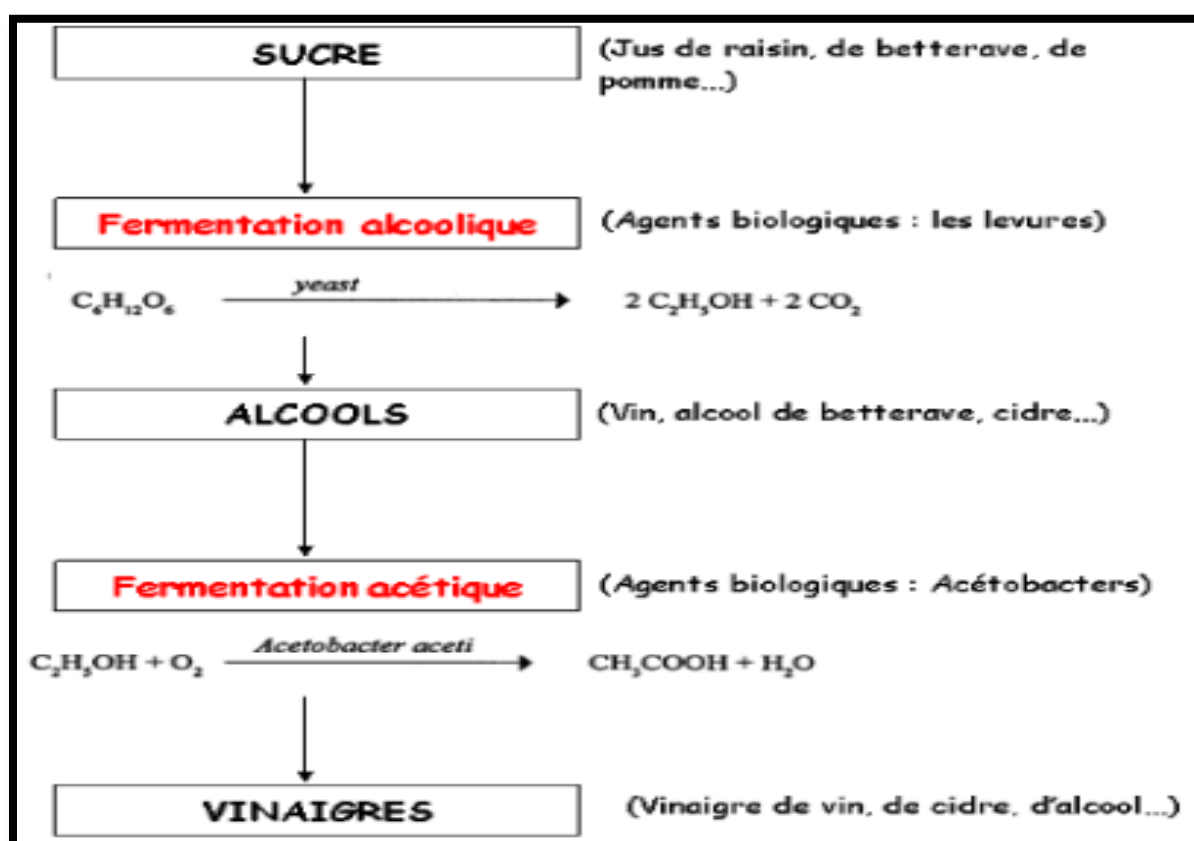 SUCRE
(Jus de raisin, de betterave, de
pomme...)
Fermentation alcoolique
(Agents biologiques : les levures)
yeast
C₆H₁₂O₆
2 C₂H₅OH + 2 CO₂
ALCOOLS
(Vin, alcool de betterave, cidre...)
Fermentation acétique
(Agents biologiques : Acétobacters)
Acetobacter aceti
C₂H₅OH + O₂
CH₃COOH + H₂O
VINAIGRES
(Vinaigre de vin, de cidre, d'alcool...)